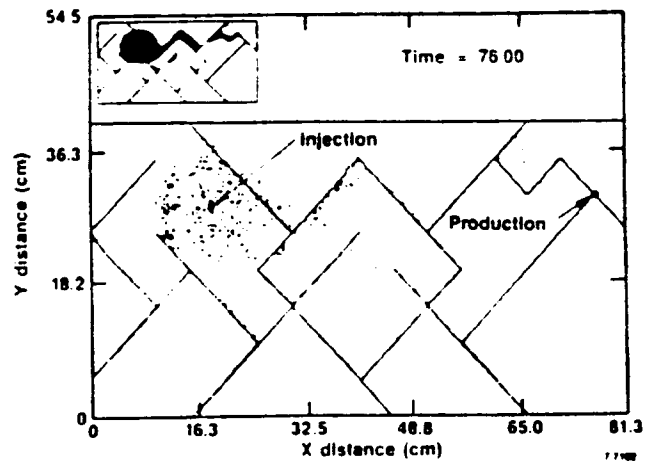 54.5
Time = 76.00
36.3
Injection
Production
Y distance (cm)
18.2
0
0 16.3 32.5 48.8 65.0 81.3
X distance (cm)